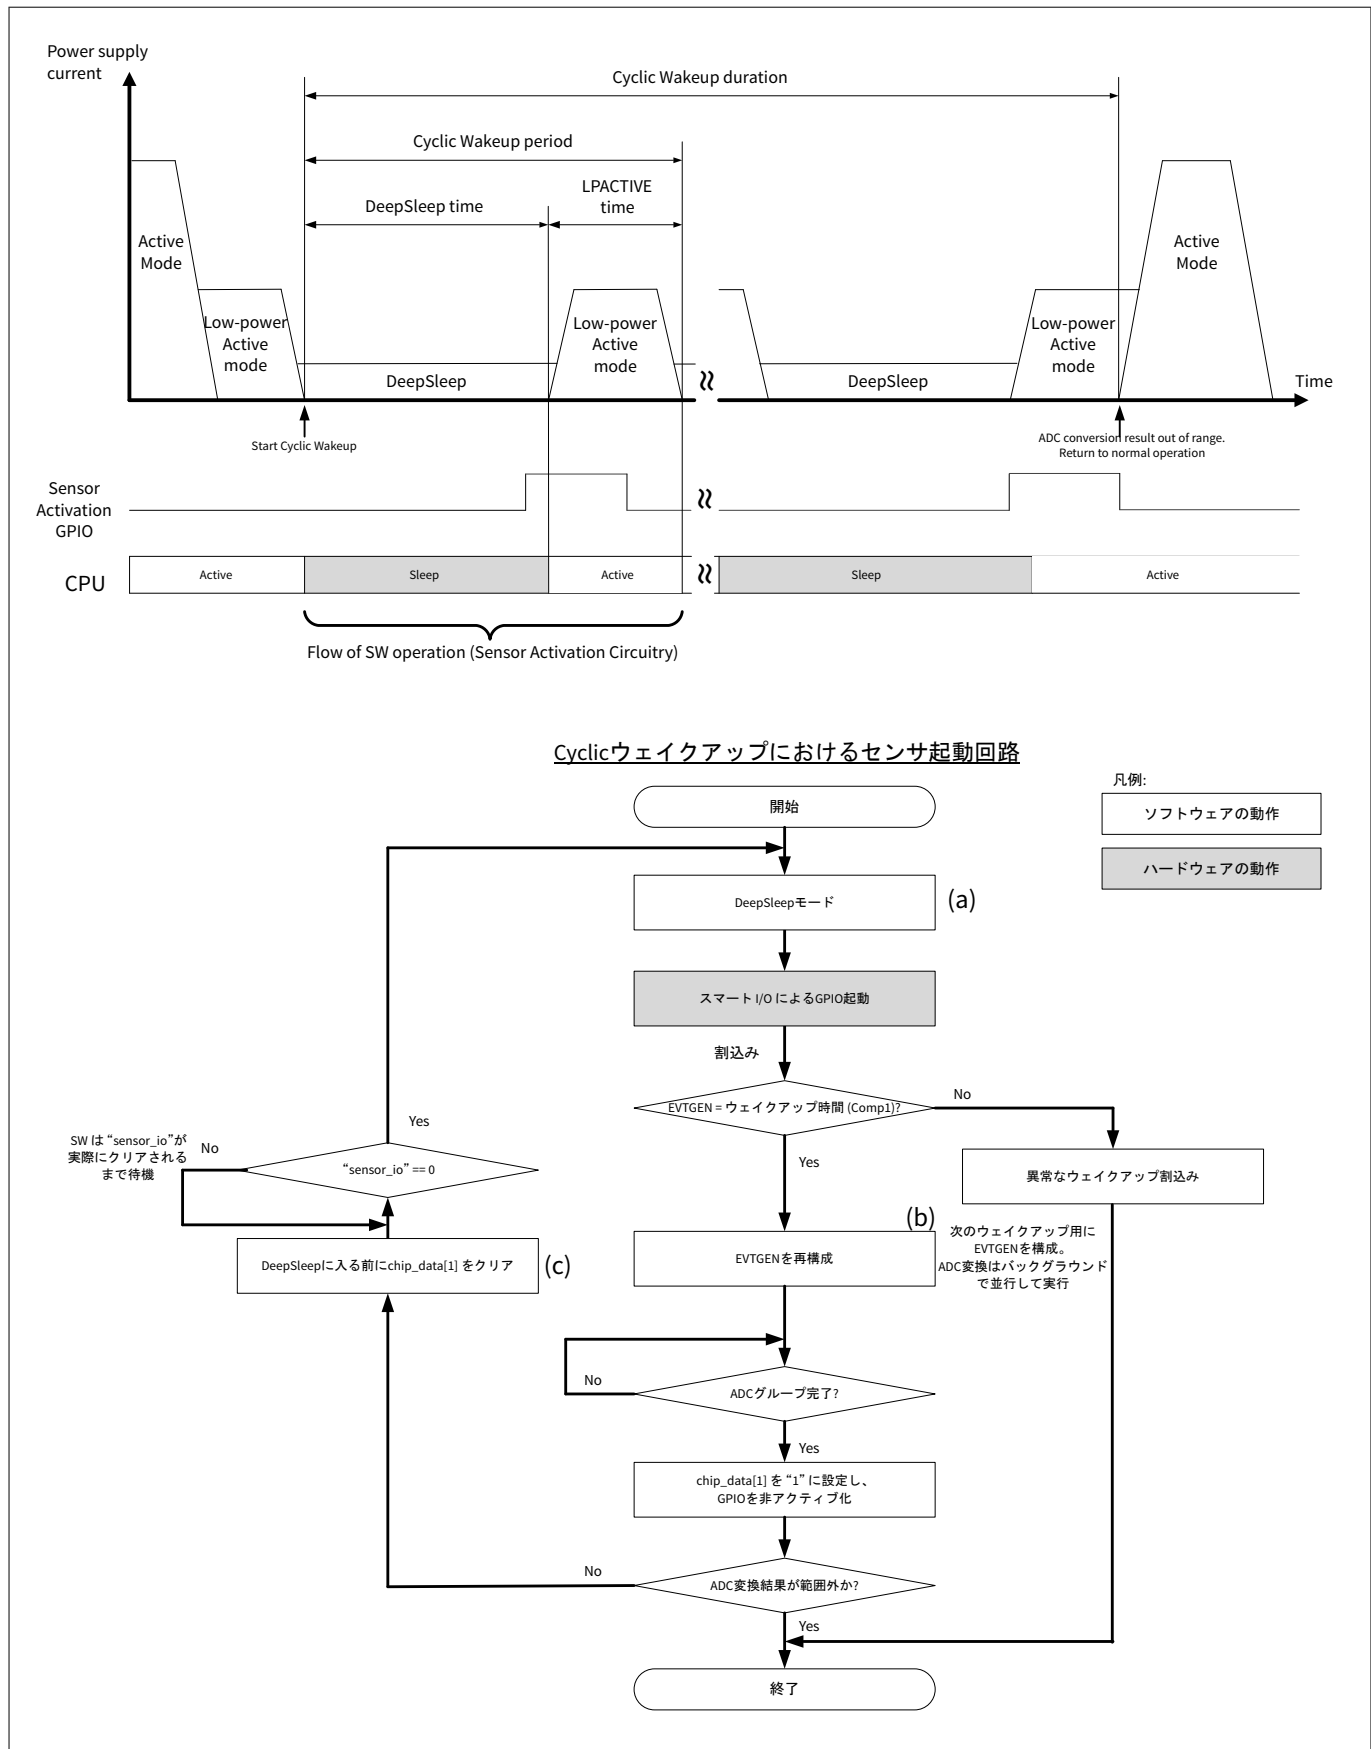 Power supply
current
Cyclic Wakeup duration
Cyclic Wakeup period
DeepSleep time
LPACTIVE
time
Active
Mode
Low-power
Active
mode
DeepSleep
Low-power
Active
mode
DeepSleep
Low-power
Active
mode
Active
Mode
Time
Start Cyclic Wakeup
ADC conversion result out of range.
Return to normal operation
Sensor
Activation
GPIO
CPU
Active
Sleep
Active
Sleep
Active
Flow of SW operation (Sensor Activation Circuitry)
Cyclicウェイクアップにおけるセンサ起動回路
凡例:
ソフトウェアの動作
ハードウェアの動作
開始
DeepSleepモード
(a)
スマート I/O によるGPIO起動
割込み
EVTGEN = ウェイクアップ時間 (Comp1)?
No
Yes
異常なウェイクアップ割込み
(b)
EVTGENを再構成
次のウェイクアップ用に
EVTGENを構成。
ADC変換はバックグラウンド
で並行して実行
ADCグループ完了?
No
Yes
chip_data[1] を “1” に設定し、
GPIOを非アクティブ化
ADC変換結果が範囲外か?
No
Yes
終了
DeepSleepに入る前にchip_data[1] をクリア
(c)
“sensor_io” == 0
Yes
No
SW は “sensor_io”が
実際にクリアされる
まで待機